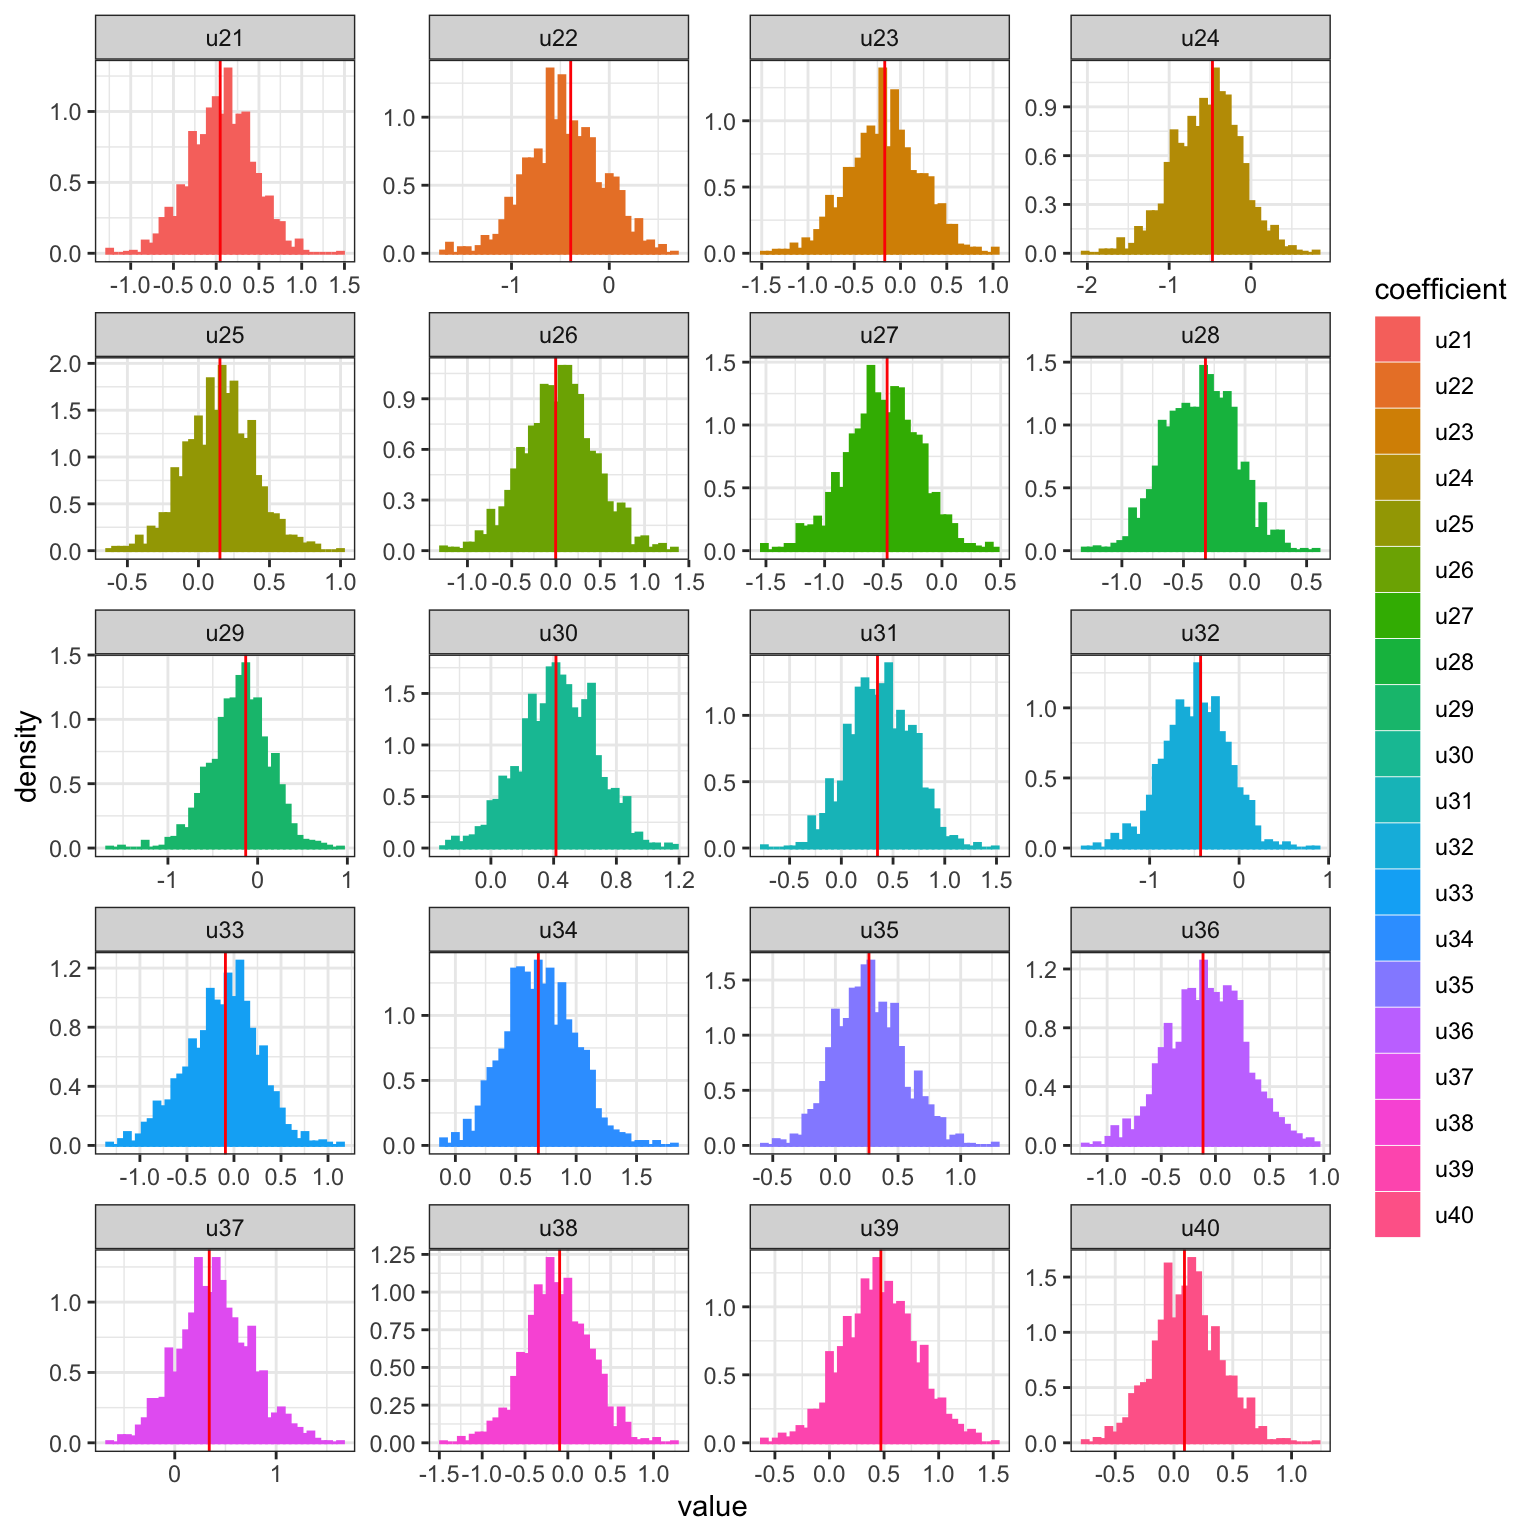 u21 u22 u23 u24
1.0
0.5
0.0
-1.0 -0.5 0.0 0.5 1.0 1.5
1.0
0.5
0.0
-1 0
1.0
0.5
0.0
-1.5 -1.0 -0.5 0.0 0.5 1.0
0.9
0.6
0.3
0.0
-2 -1 0
u25 u26 u27 u28
2.0
1.5
1.0
0.5
0.0
-0.5 0.0 0.5 1.0
0.9
0.6
0.3
0.0
-1.0 -0.5 0.0 0.5 1.0 1.5
1.5
1.0
0.5
0.0
-1.5 -1.0 -0.5 0.0 0.5
1.5
1.0
0.5
0.0
-1.0 -0.5 0.0 0.5
u29 u30 u31 u32
1.5
1.0
0.5
0.0
-1 0 1
1.5
1.0
0.5
0.0
0.0 0.4 0.8 1.2
1.0
0.5
0.0
-0.5 0.0 0.5 1.0 1.5
1.0
0.5
0.0
-1 0 1
u33 u34 u35 u36
1.2
0.8
0.4
0.0
-1.0 -0.5 0.0 0.5 1.0
1.0
0.5
0.0
0.0 0.5 1.0 1.5
1.5
1.0
0.5
0.0
-0.5 0.0 0.5 1.0
1.2
0.8
0.4
0.0
-1.0 -0.5 0.0 0.5 1.0
u37 u38 u39 u40
1.0
0.5
0.0
0 1
1.25
1.00
0.75
0.50
0.25
0.00
-1.5 -1.0 -0.5 0.0 0.5 1.0
1.0
0.5
0.0
-0.5 0.0 0.5 1.0 1.5
1.5
1.0
0.5
0.0
-0.5 0.0 0.5 1.0
density
value
coefficient
u21
u22
u23
u24
u25
u26
u27
u28
u29
u30
u31
u32
u33
u34
u35
u36
u37
u38
u39
u40